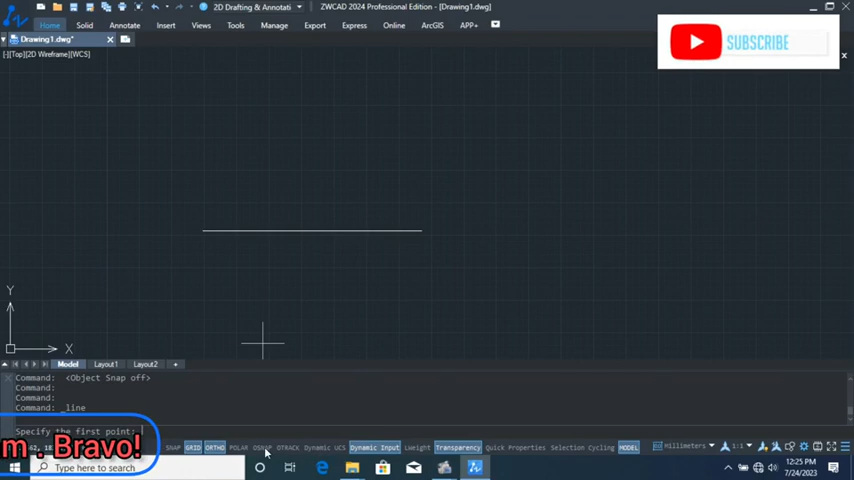 2D Drafting & Annotati
ZWCAD 2024 Professional Edition - [Drawing1.dwg]
Home Solid Annotate Insert Views Tools Manage Export Express Online ArcGIS APP+
Drawing1.dwg*
[-][Top][2D Wireframe][WCS]
SUBSCRIBE
Y
X
Model Layout1 Layout2 +
Command: <Object Snap off>
Command:
Command:
Command: _line
Specify the first point:
m . Bravo!
SNAP GRID ORTHO POLAR OSNAP OTRACK Dynamic UCS Dynamic Input LWeight Transparency Quick Properties Selection Cycling MODEL Millimeters 1:1
Type here to search
12:25 PM
7/24/2023